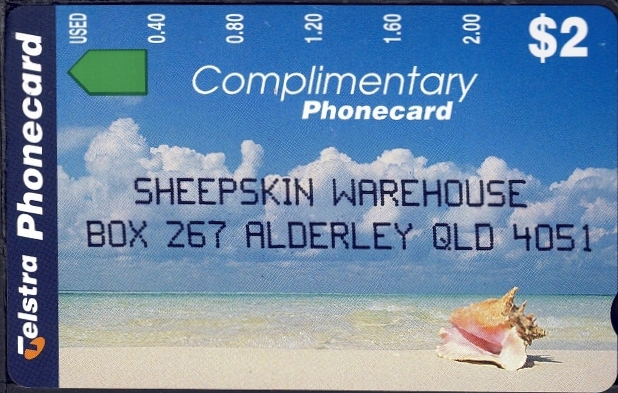 Telstra Phonecard
USED 0.40 0.80 1.20 1.60 2.00
$2
Complimentary
Phonecard
SHEEPSKIN WAREHOUSE
BOX 267 ALDERLEY QLD 4051